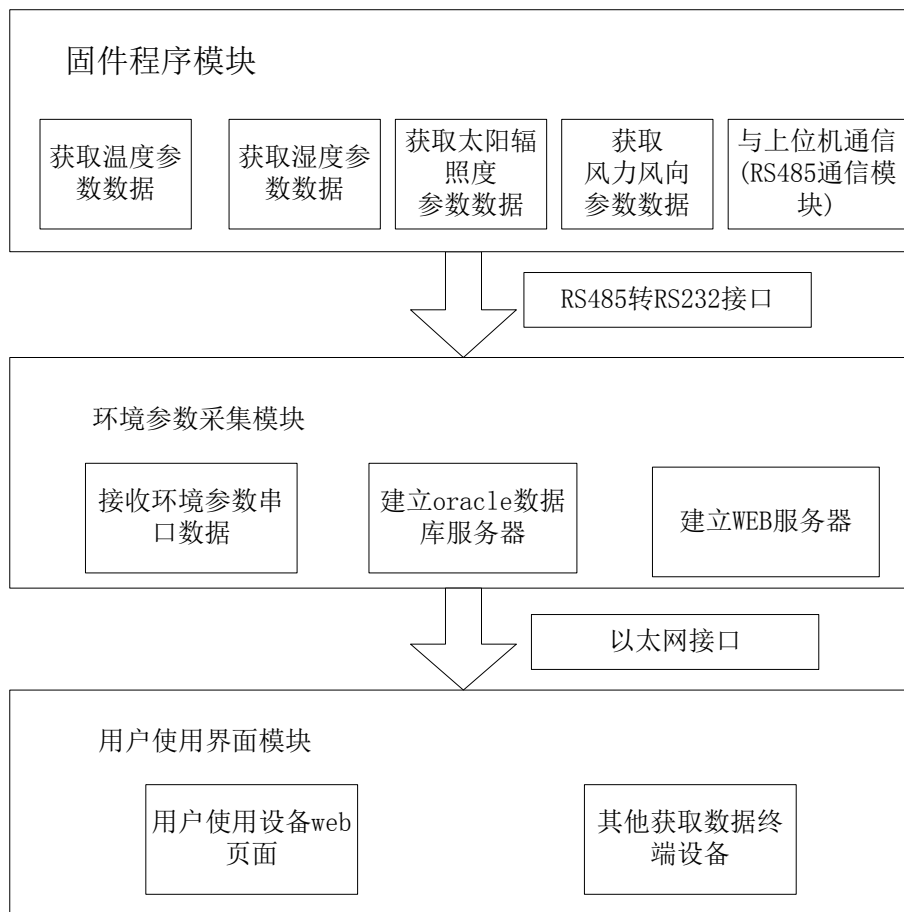 固件程序模块
获取温度参
数数据
获取湿度参
数数据
获取太阳辐
照度
参数数据
获取
风力风向
参数数据
与上位机通信
(RS485通信模
块)
RS485转RS232接口
环境参数采集模块
接收环境参数串
口数据
建立oracle数据
库服务器
建立WEB服务器
以太网接口
用户使用界面模块
用户使用设备web
页面
其他获取数据终
端设备